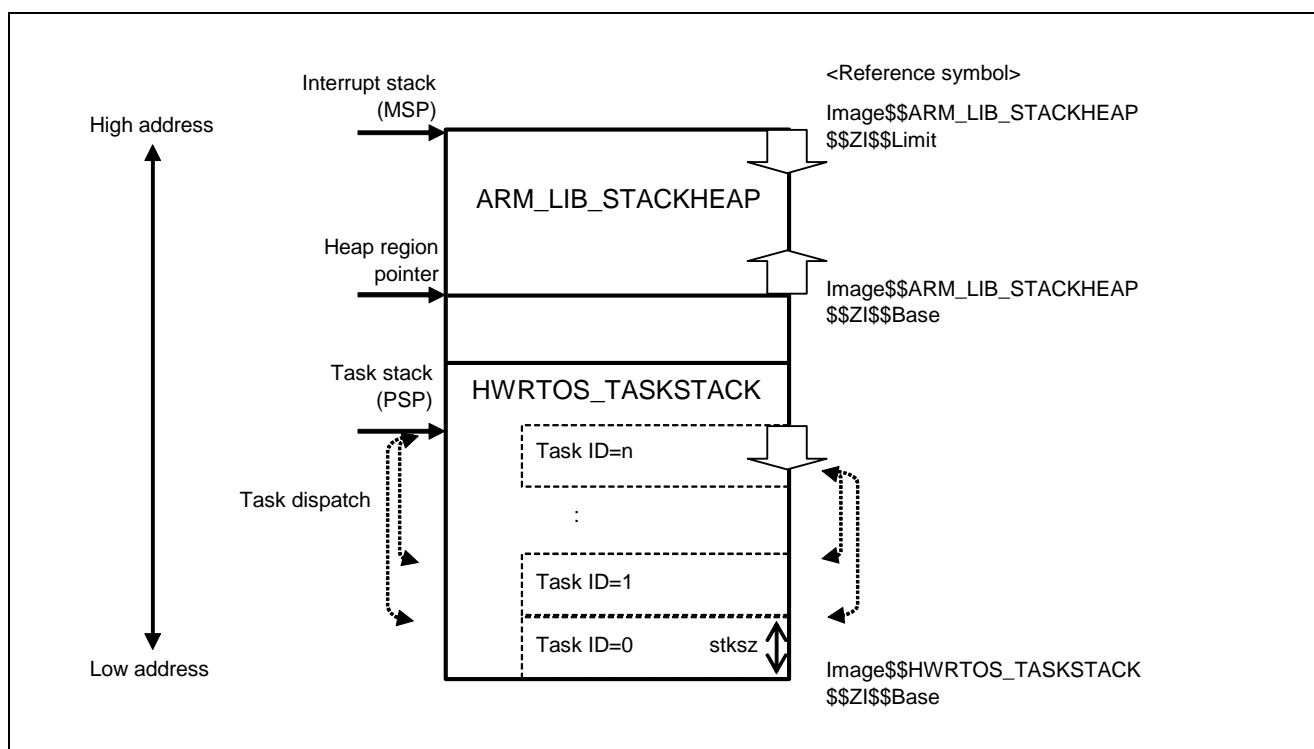 <Reference symbol>
Interrupt stack
(MSP)
Image$$ARM_LIB_STACKHEAP
$$ZI$$Limit
High address
ARM_LIB_STACKHEAP
Heap region
pointer
Image$$ARM_LIB_STACKHEAP
$$ZI$$Base
Task stack
(PSP)
HWRTOS_TASKSTACK
Task ID=n
Task dispatch
:
Task ID=1
Task ID=0
stksz
Low address
Image$$HWRTOS_TASKSTACK
$$ZI$$Base